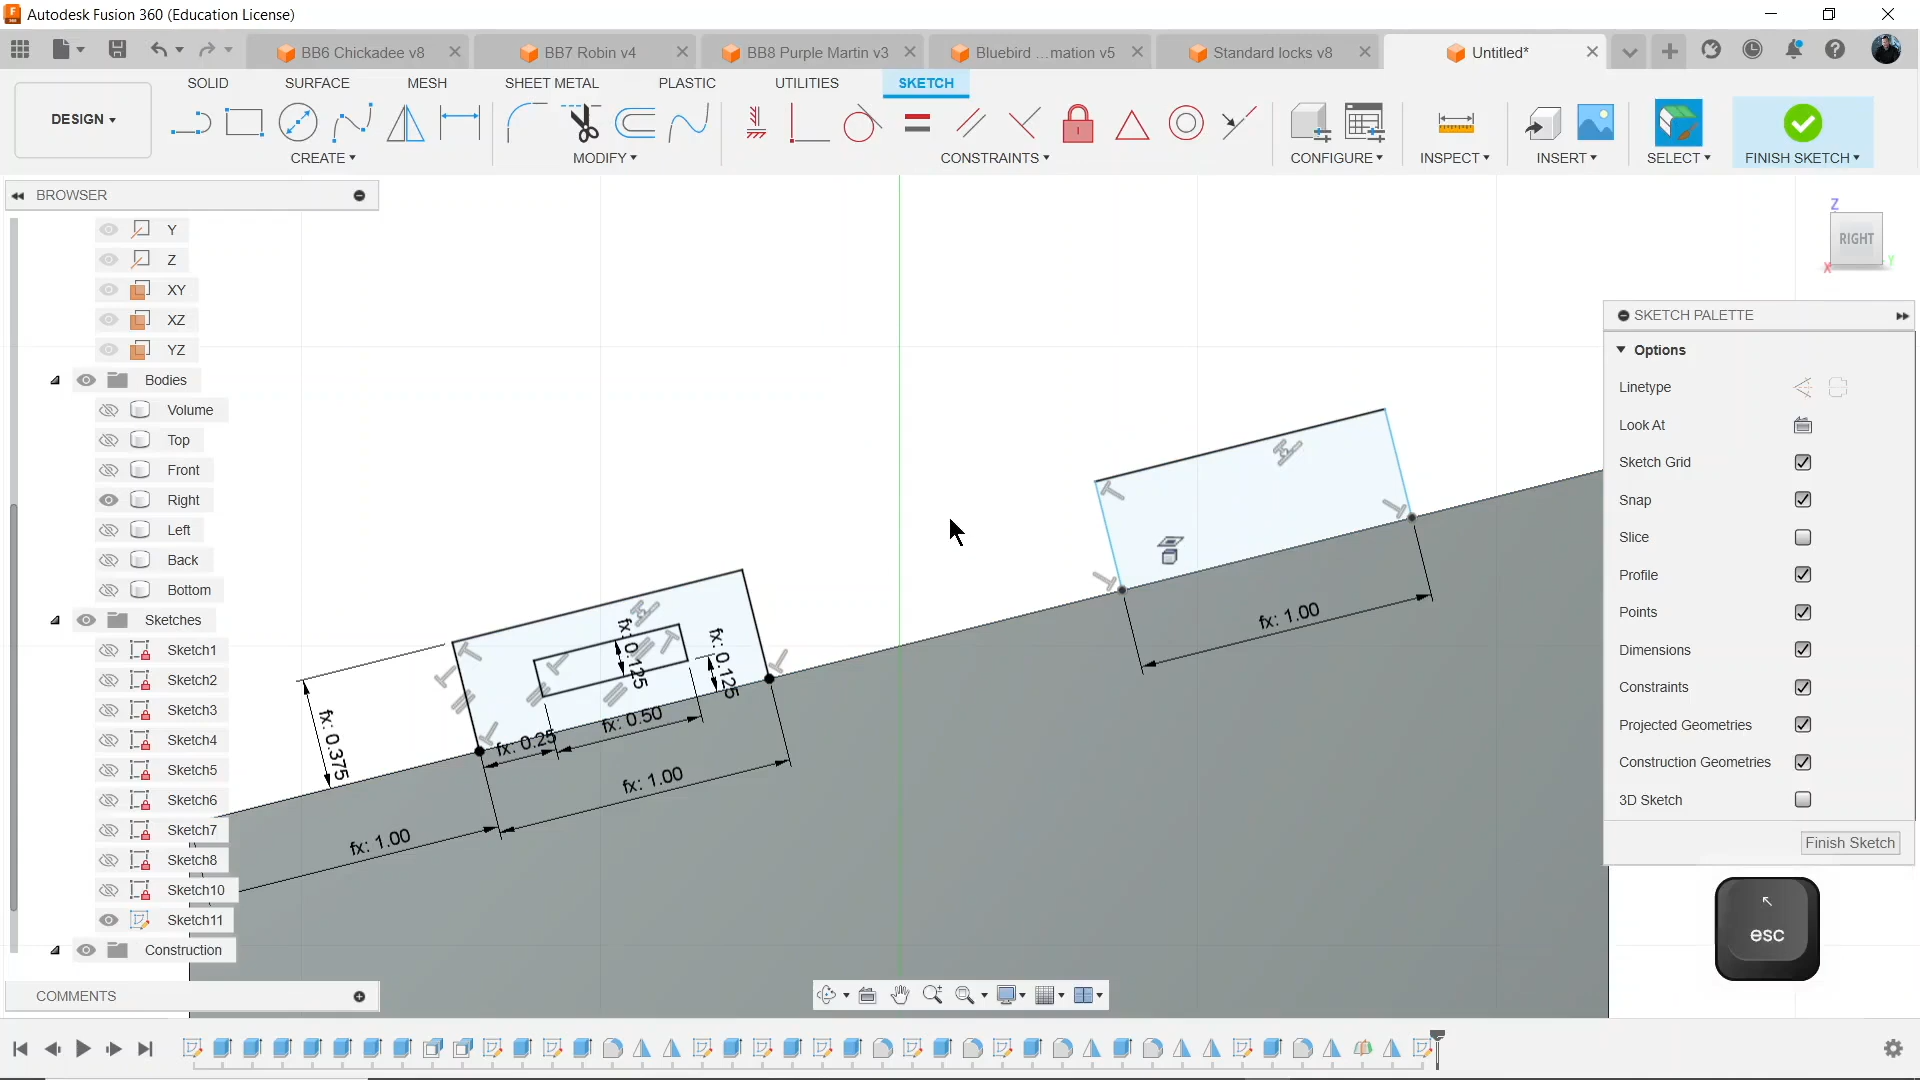 Autodesk Fusion 360 (Education License)
BB6 Chickadee v8
BB7 Robin v4
BB8 Purple Martin v3
Bluebird ...mation v5
Standard locks v8
Untitled*
SOLID
SURFACE
MESH
SHEET METAL
PLASTIC
UTILITIES
SKETCH
DESIGN
CREATE
MODIFY
CONSTRAINTS
CONFIGURE
INSPECT
INSERT
SELECT
FINISH SKETCH
BROWSER
Y
Z
XY
XZ
YZ
Bodies
Volume
Top
Front
Right
Left
Back
Bottom
Sketches
Sketch1
Sketch2
Sketch3
Sketch4
Sketch5
Sketch6
Sketch7
Sketch8
Sketch10
Sketch11
Construction
COMMENTS
fx: 0.375
fx: 1.00
fx: 0.25
fx: 0.50
fx: 1.00
fx: 0.125
fx: 0.125
fx: 1.00
Z
RIGHT
X
Y
SKETCH PALETTE
Options
Linetype
Look At
Sketch Grid
Snap
Slice
Profile
Points
Dimensions
Constraints
Projected Geometries
Construction Geometries
3D Sketch
Finish Sketch
esc